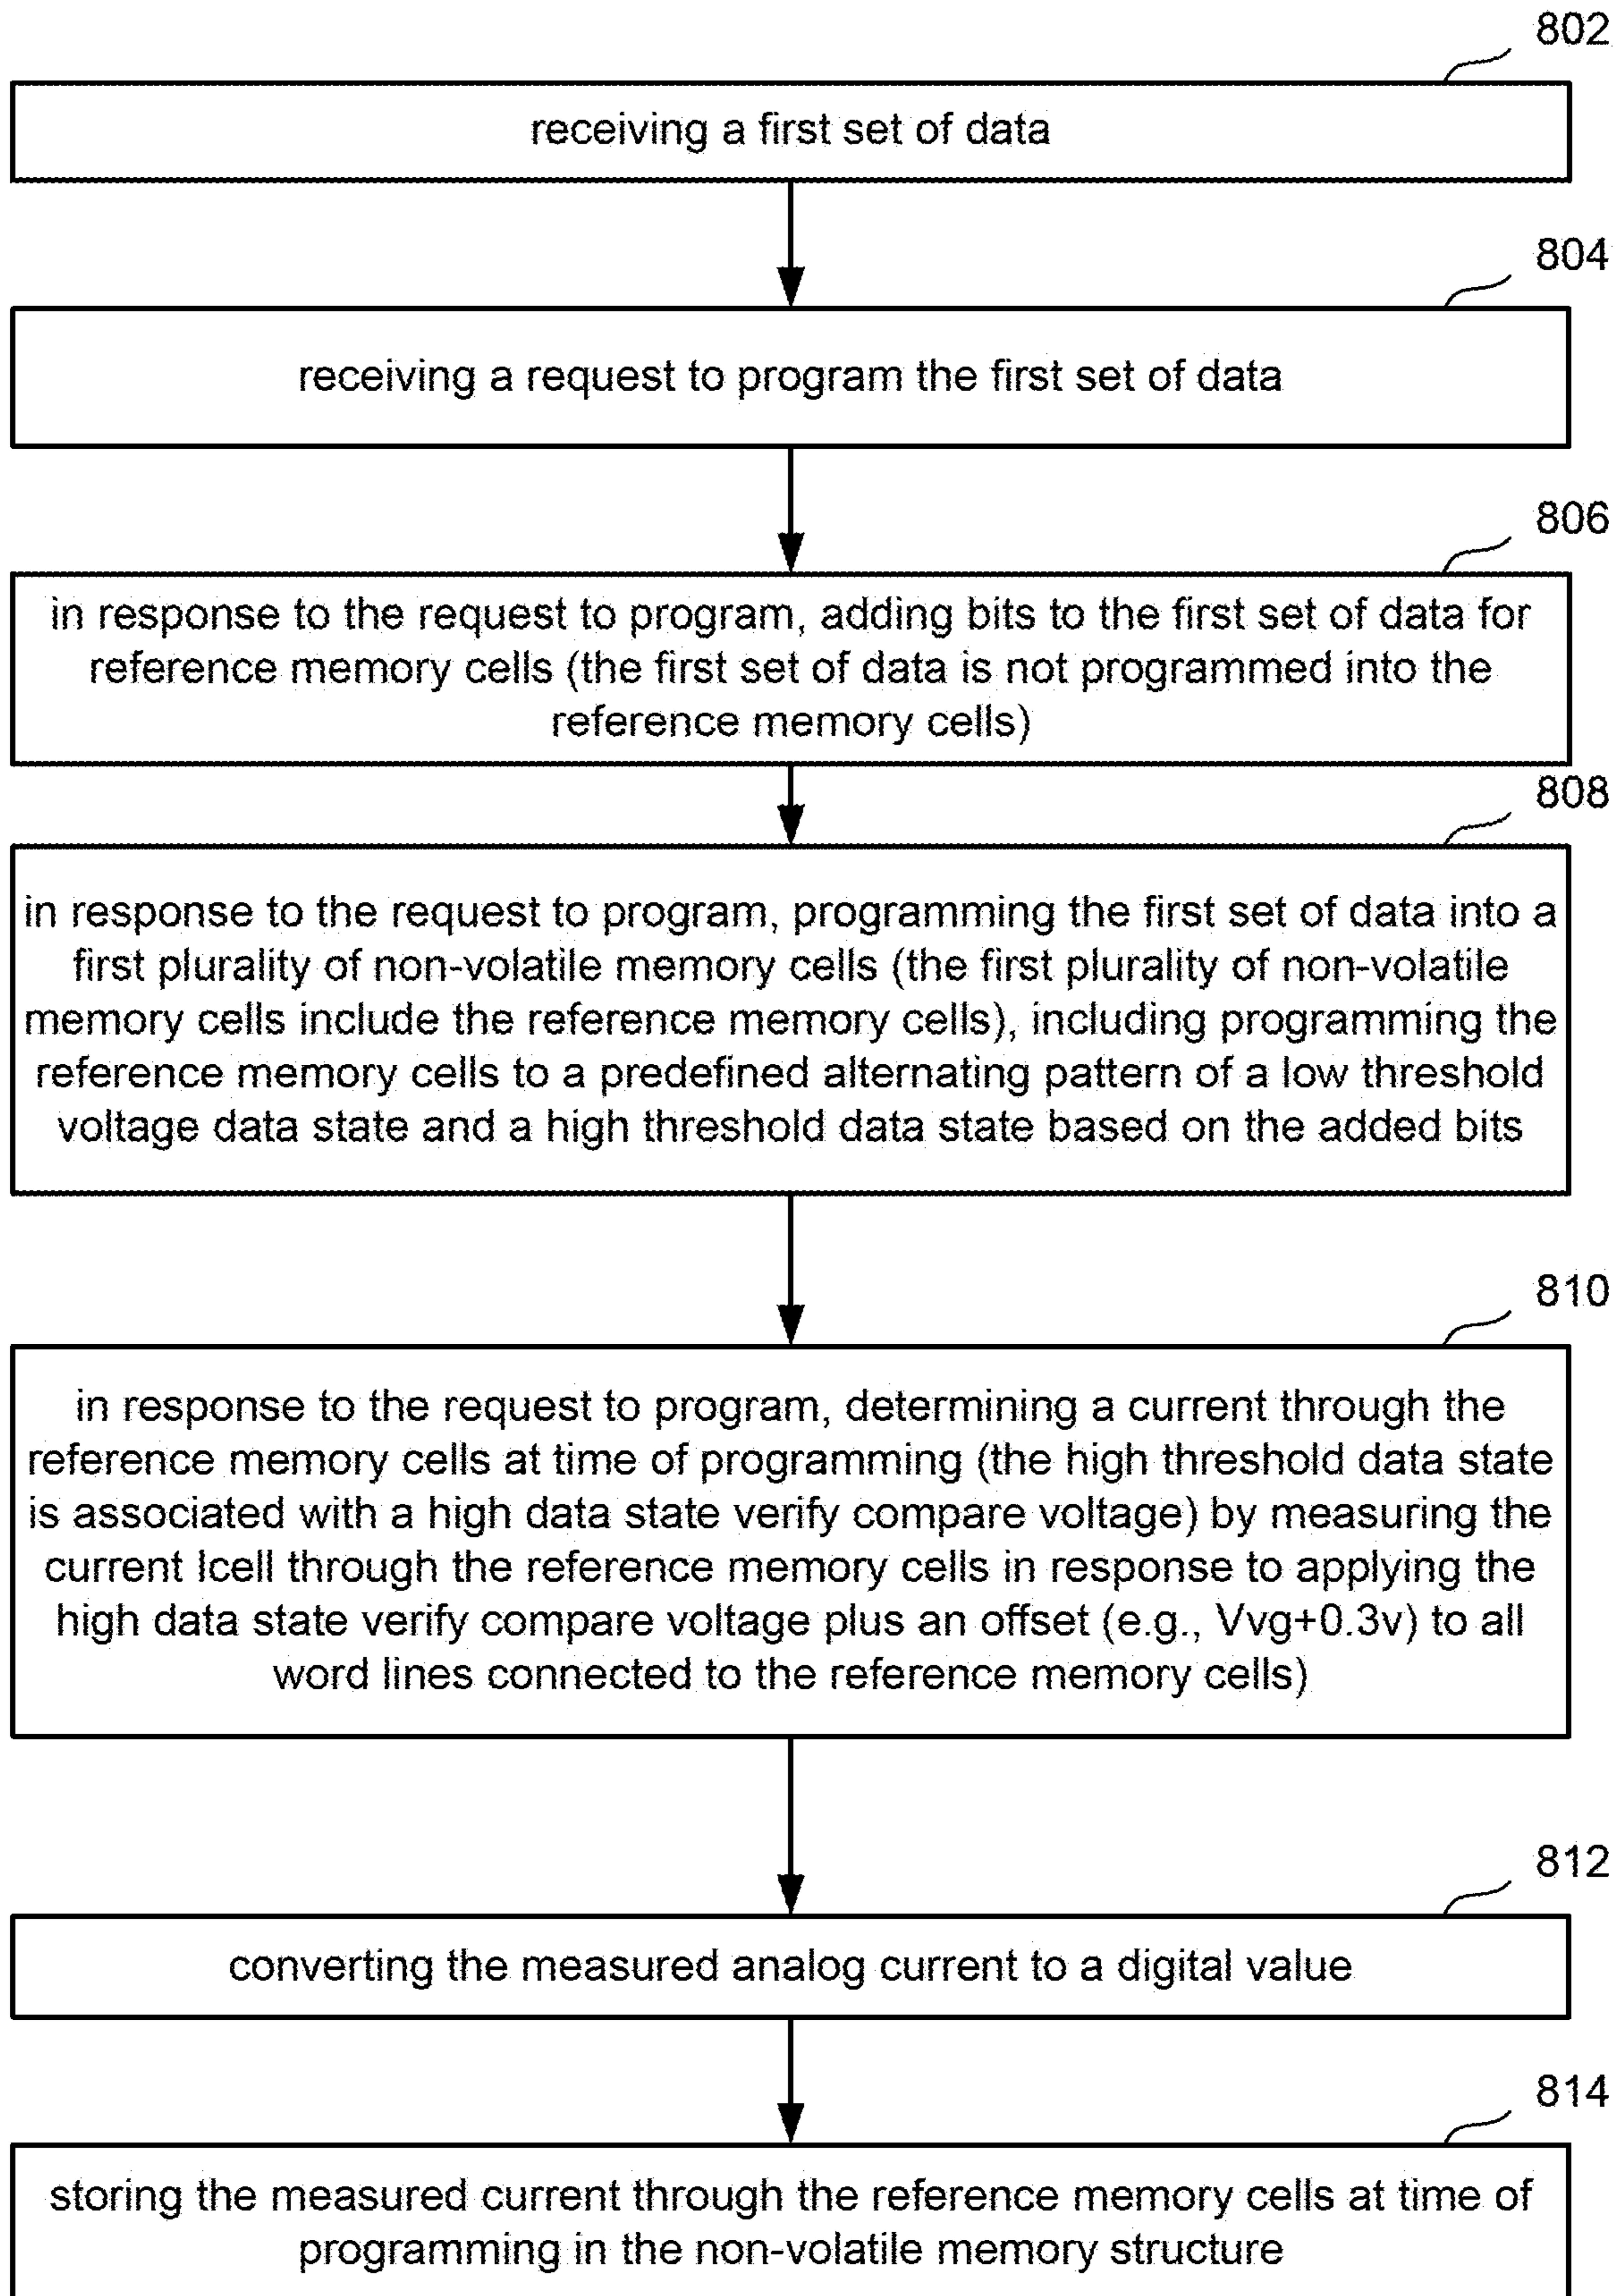 802
receiving a first set of data
804
receiving a request to program the first set of data
806
in response to the request to program, adding bits to the first set of data for
reference memory cells (the first set of data is not programmed into the
reference memory cells)
808
in response to the request to program, programming the first set of data into a
first plurality of non-volatile memory cells (the first plurality of non-volatile
memory cells include the reference memory cells), including programming the
reference memory cells to a predefined alternating pattern of a low threshold
voltage data state and a high threshold data state based on the added bits
810
in response to the request to program, determining a current through the
reference memory cells at time of programming (the high threshold data state
is associated with a high data state verify compare voltage) by measuring the
current Icell through the reference memory cells in response to applying the
high data state verify compare voltage plus an offset (e.g., Vvg+0.3v) to all
word lines connected to the reference memory cells)
812
converting the measured analog current to a digital value
814
storing the measured current through the reference memory cells at time of
programming in the non-volatile memory structure